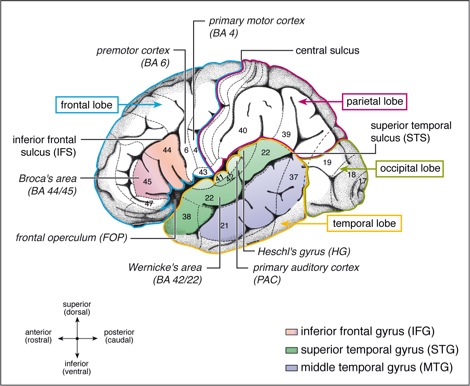 primary motor cortex
(BA 4)
premotor cortex
(BA 6)
central sulcus
frontal lobe
parietal lobe
inferior frontal
sulcus (IFS)
superior temporal
sulcus (STS)
Broca's area
(BA 44/45)
occipital lobe
44
6
4
43
40
39
22
41
42
19
18
17
45
47
37
22
38
21
temporal lobe
frontal operculum (FOP)
Heschl's gyrus (HG)
Wernicke's area
(BA 42/22)
primary auditory cortex
(PAC)
superior
(dorsal)
anterior
(rostral)
posterior
(caudal)
inferior
(ventral)
inferior frontal gyrus (IFG)
superior temporal gyrus (STG)
middle temporal gyrus (MTG)